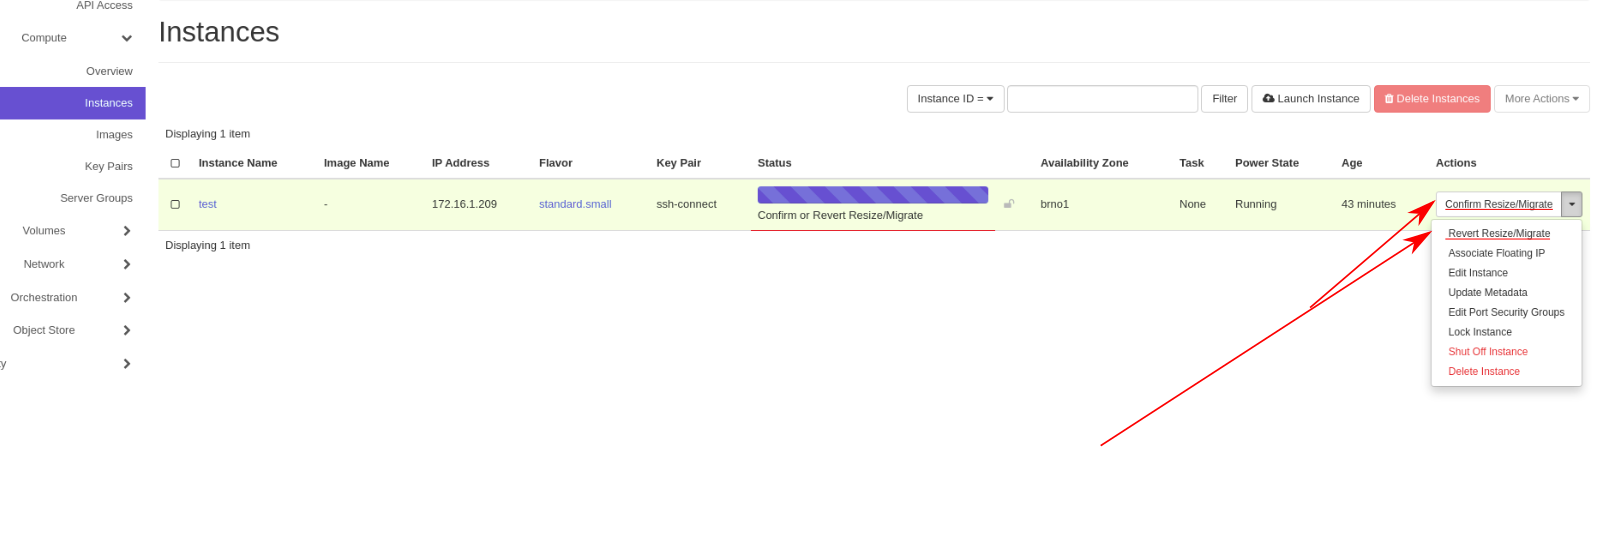 API Access
Instances
Compute
Overview
Instances
Images
Key Pairs
Server Groups
Volumes
Network
Orchestration
Object Store
ty
Instance ID = Filter Launch Instance Delete Instances More Actions
Displaying 1 item
Instance Name Image Name IP Address Flavor Key Pair Status Availability Zone Task Power State Age Actions
test - 172.16.1.209 standard.small ssh-connect Confirm or Revert Resize/Migrate brno1 None Running 43 minutes Confirm Resize/Migrate
Displaying 1 item
Revert Resize/Migrate
Associate Floating IP
Edit Instance
Update Metadata
Edit Port Security Groups
Lock Instance
Shut Off Instance
Delete Instance